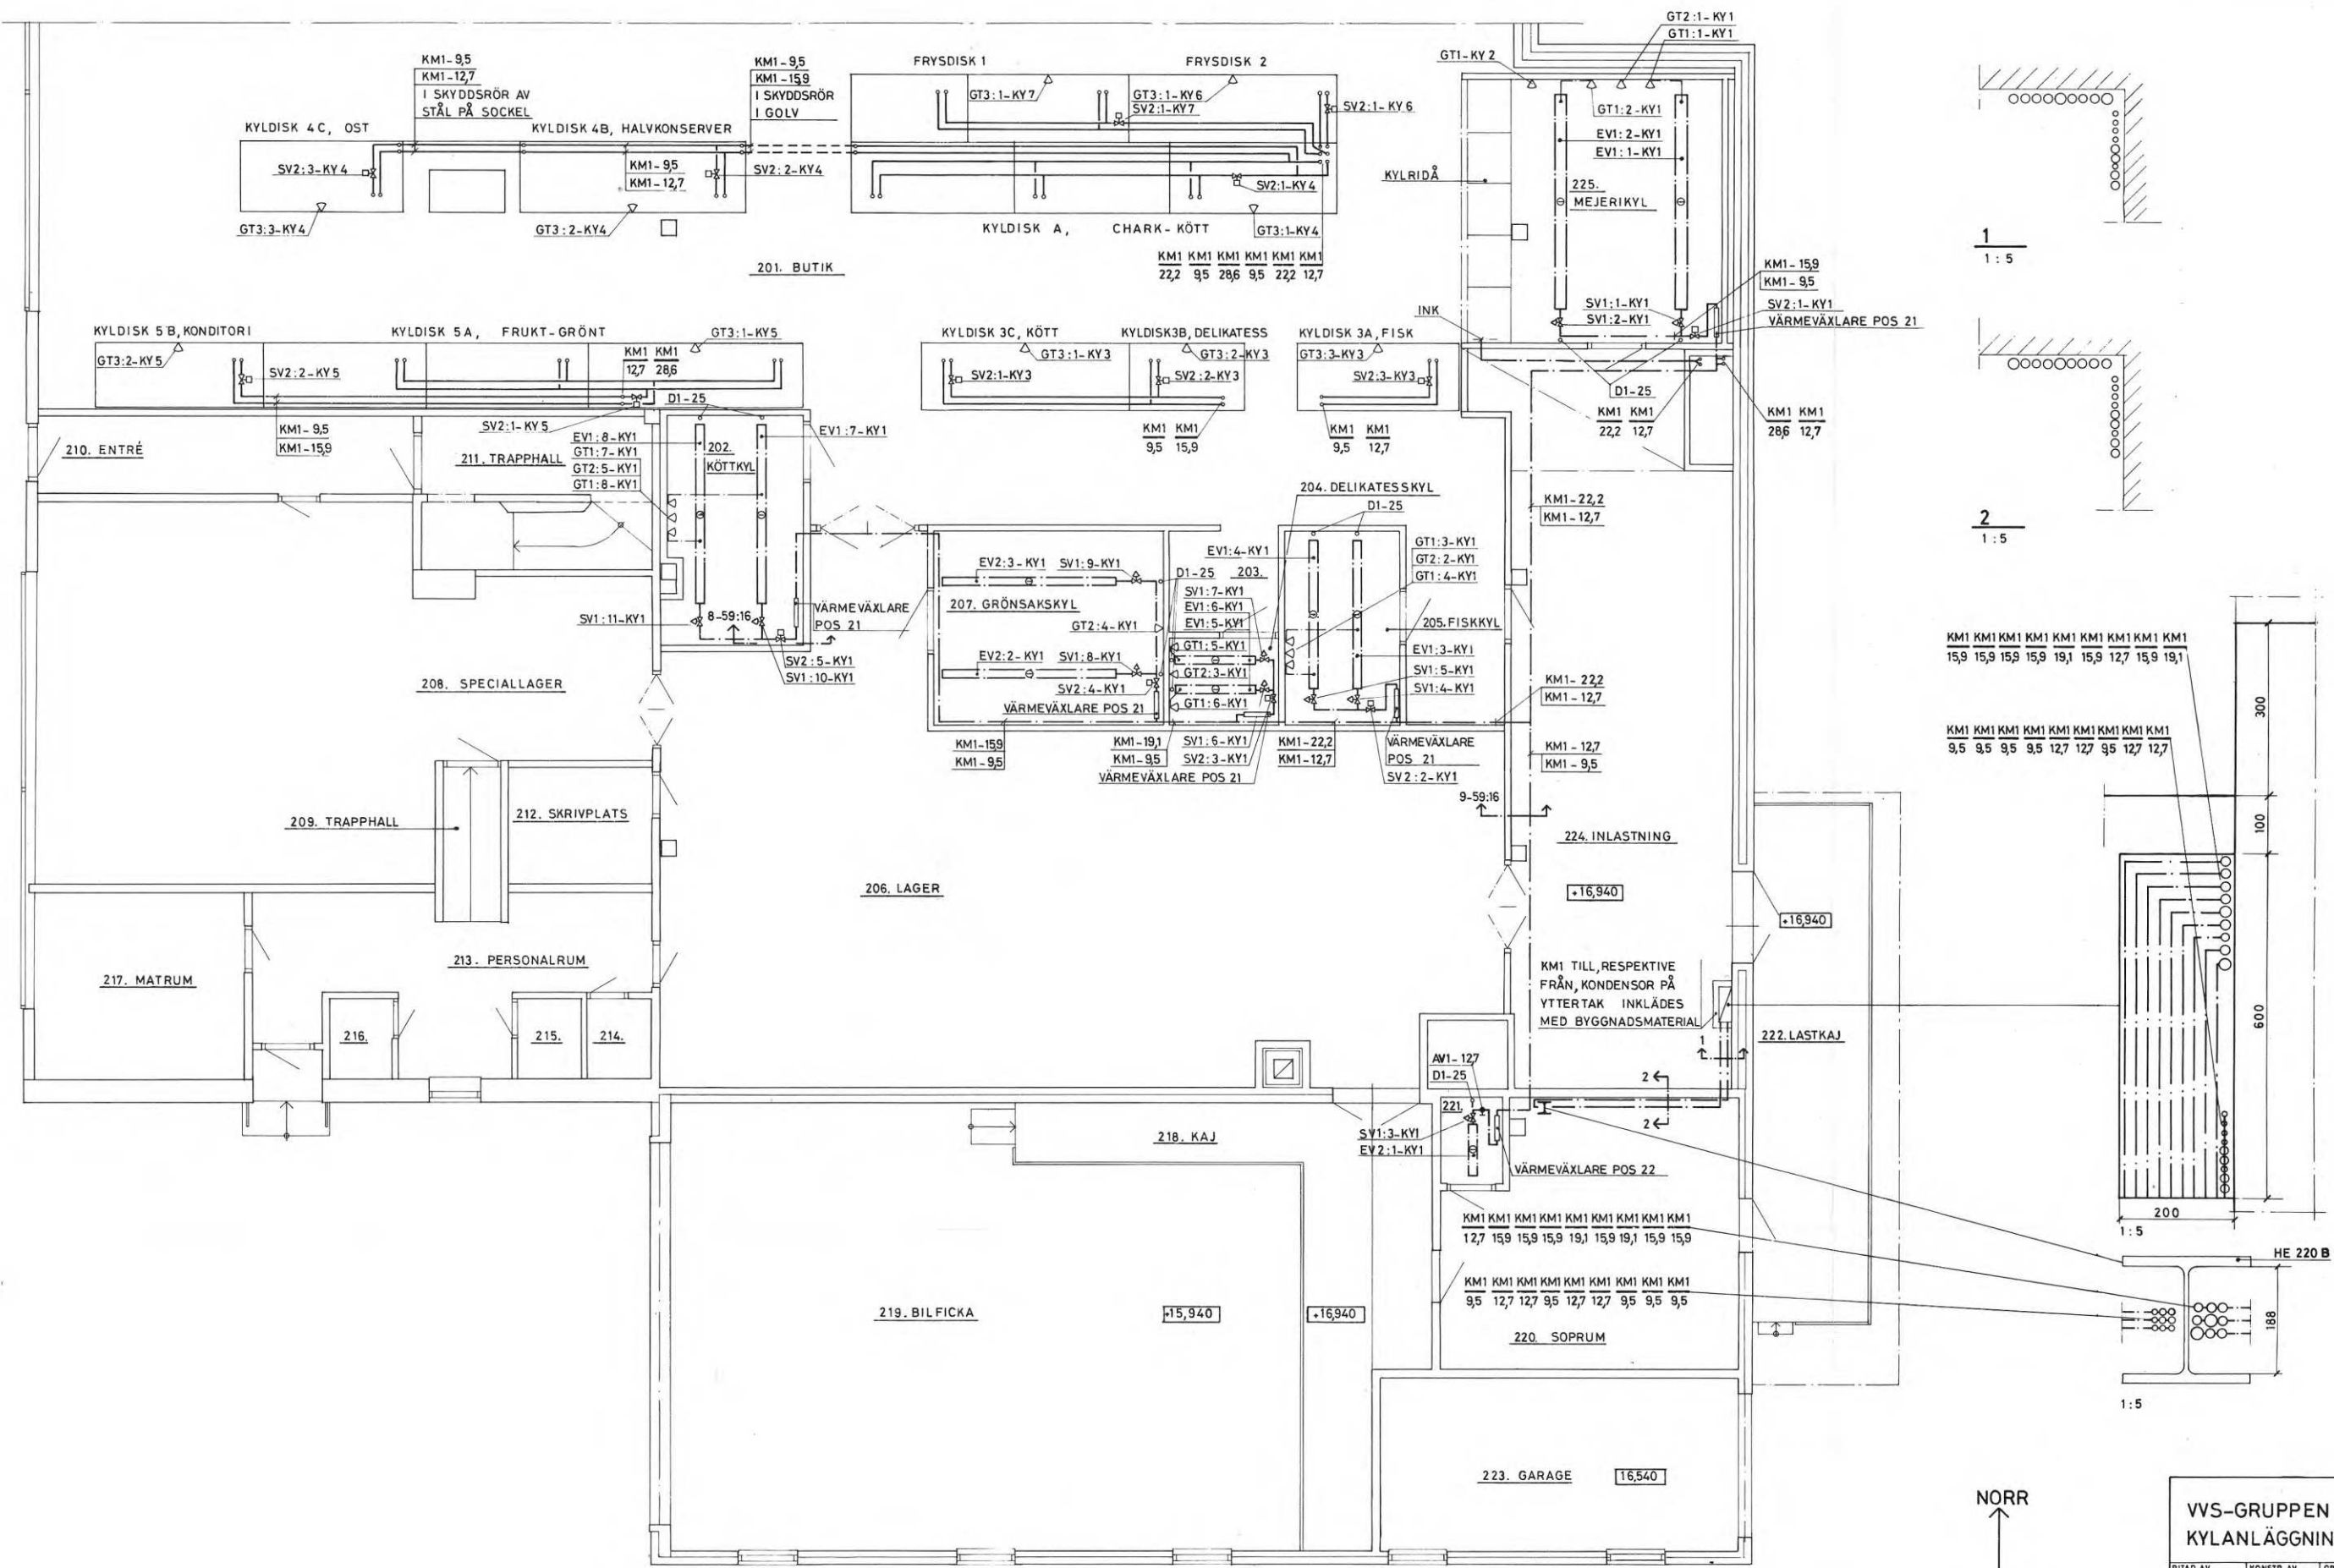 GT2:1-KY1
GT1:1-KY1
GT1-KY2
KM1-9,5
KM1-12,7
I SKYDDSRÖR AV
STÅL PÅ SOCKEL
KM1-9,5
KM1-15,9
I SKYDDSRÖR
I GOLV
FRYSDISK 1
FRYSDISK 2
GT3:1-KY7
GT3:1-KY6
SV2:1-KY7
SV2:1-KY6
GT1:2-KY1
EV1:2-KY1
EV1:1-KY1
KYLDISK 4C, OST
KYLDISK 4B, HALVKONSERVER
SV2:3-KY4
KM1-9,5
KM1-12,7
SV2:2-KY4
SV2:1-KY4
KYLRIDÅ
225.
MEJERIKYL
GT3:3-KY4
GT3:2-KY4
KYLDISK A, CHARK-KÖTT
GT3:1-KY4
KM1 KM1 KM1 KM1 KM1 KM1
22,2 9,5 28,6 9,5 22,2 12,7
201. BUTIK
1
1:5
KM1-15,9
KM1-9,5
SV2:1-KY1
VÄRMEVÄXLARE POS 21
SV1:1-KY1
SV1:2-KY1
INK
KYLDISK 5B, KONDITORI
KYLDISK 5A, FRUKT-GRÖNT
GT3:1-KY5
GT3:2-KY5
SV2:2-KY5
KM1 KM1
12,7 28,6
KYLDISK 3C, KÖTT
KYLDISK3B, DELIKATESS
KYLDISK 3A, FISK
GT3:1-KY3
GT3:2-KY3
GT3:3-KY3
SV2:1-KY3
SV2:2-KY3
SV2:3-KY3
D1-25
D1-25
KM1 KM1
22,2 12,7
KM1 KM1
28,6 12,7
KM1-9,5
KM1-15,9
SV2:1-KY5
KM1 KM1
9,5 15,9
KM1 KM1
9,5 12,7
210. ENTRÉ
211. TRAPPHALL
EV1:8-KY1
GT1:7-KY1
GT2:5-KY1
GT1:8-KY1
202.
KÖTTKYL
EV1:7-KY1
204. DELIKATESSKYL
D1-25
KM1-22,2
KM1-12,7
2
1:5
EV1:4-KY1
GT1:3-KY1
GT2:2-KY1
GT1:4-KY1
EV2:3-KY1
SV1:9-KY1
D1-25
203.
SV1:7-KY1
EV1:6-KY1
EV1:5-KY1
207. GRÖNSAKSKYL
VÄRMEVÄXLARE
POS 21
SV1:11-KY1
8-59:16
GT2:4-KY1
205. FISKKYL
GT1:5-KY1
GT2:3-KY1
GT1:6-KY1
EV1:3-KY1
SV1:5-KY1
SV1:4-KY1
EV2:2-KY1
SV1:8-KY1
SV2:4-KY1
VÄRMEVÄXLARE POS 21
SV2:5-KY1
SV1:10-KY1
208. SPECIALLAGER
KM1-22,2
KM1-12,7
KM1-15,9
KM1-9,5
KM1-19,1
KM1-9,5
SV1:6-KY1
SV2:3-KY1
VÄRMEVÄXLARE POS 21
KM1-22,2
KM1-12,7
VÄRMEVÄXLARE
POS 21
SV2:2-KY1
KM1-12,7
KM1-9,5
KM1 KM1 KM1 KM1 KM1 KM1 KM1 KM1 KM1
15,9 15,9 15,9 15,9 19,1 15,9 12,7 15,9 19,1
KM1 KM1 KM1 KM1 KM1 KM1 KM1 KM1 KM1
9,5 9,5 9,5 9,5 12,7 12,7 9,5 12,7 12,7
300
100
600
9-59:16
209. TRAPPHALL
212. SKRIVPLATS
224. INLASTNING
206. LAGER
+16,940
+16,940
217. MATRUM
213. PERSONALRUM
KM1 TILL, RESPEKTIVE
FRÅN, KONDENSOR PÅ
YTTERTAK INKLÄDES
MED BYGGNADSMATERIAL
216.
215.
214.
1
222. LASTKAJ
AV1-127
D1-25
2
2
221.
218. KAJ
SV1:3-KY1
EV2:1-KY1
VÄRMEVÄXLARE POS 22
200
1:5
KM1 KM1 KM1 KM1 KM1 KM1 KM1 KM1 KM1
12,7 15,9 15,9 15,9 19,1 15,9 19,1 15,9 15,9
KM1 KM1 KM1 KM1 KM1 KM1 KM1 KM1 KM1
9,5 12,7 12,7 9,5 12,7 12,7 9,5 9,5 9,5
HE 220 B
188
219. BILFICKA
+15,940
+16,940
220. SOPRUM
1:5
223. GARAGE
16,540
NORR
VVS-GRUPPEN
KYLANLÄGGNIN
RITAD AV KONSTR AV